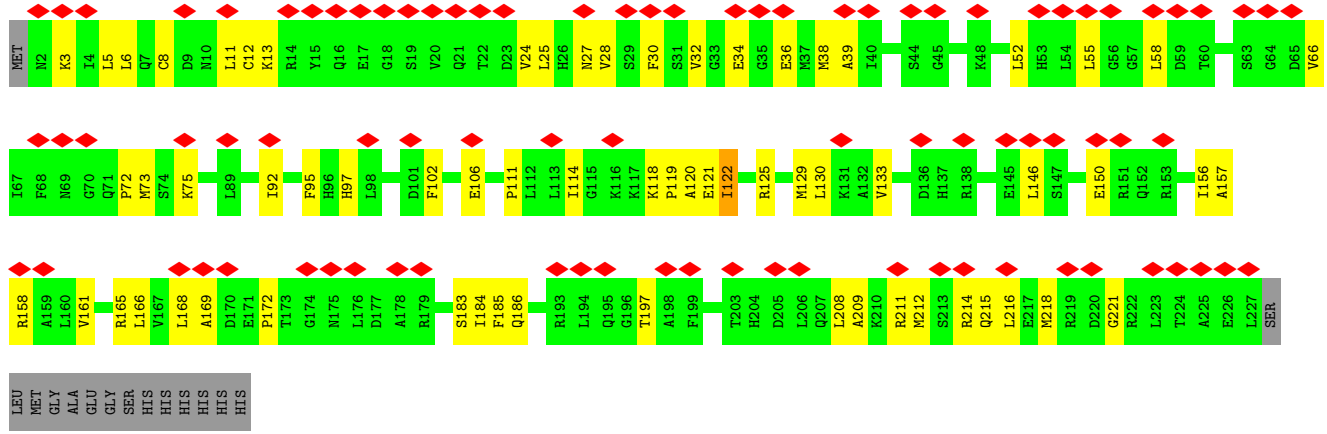 MET N2 K3 I4 L5 L6 Q7 C8 D9 N10 L11 C12 K13 R14 Y15 Q16 E17 G18 S19 V20 Q21 T22 D23 V24 L25 H26 N27 V28 S29 F30 S31 V32 G33 E34 G35 E36 M37 M38 A39 I40 S44 G45 K48 L52 H53 L54 L55 G56 G57 L58 D59 T60 S63 G64 D65 V66
I67 F68 N69 G70 Q71 P72 M73 S74 K75 L89 I92 F95 H96 H97 L98 D101 F102 E106 P111 L112 L113 I114 G115 K116 K117 K118 P119 A120 E121 I122 R125 M129 L130 K131 A132 V133 D136 H137 R138 E145 L146 S147 E150 R151 Q152 R153 I156 A157
R158 A159 L160 V161 R165 L166 V167 L168 A169 D170 E171 P172 T173 G174 N175 L176 D177 A178 R179 S183 I184 F185 Q186 R193 L194 Q195 G196 T197 A198 F199 T203 H204 D205 L206 Q207 L208 A209 K210 R211 M212 S213 R214 Q215 L216 E217 M218 R219 D220 G221 R222 L223 T224 A225 E226 L227 SER
LEU MET GLY ALA GLU GLY SER HIS HIS HIS HIS HIS HIS